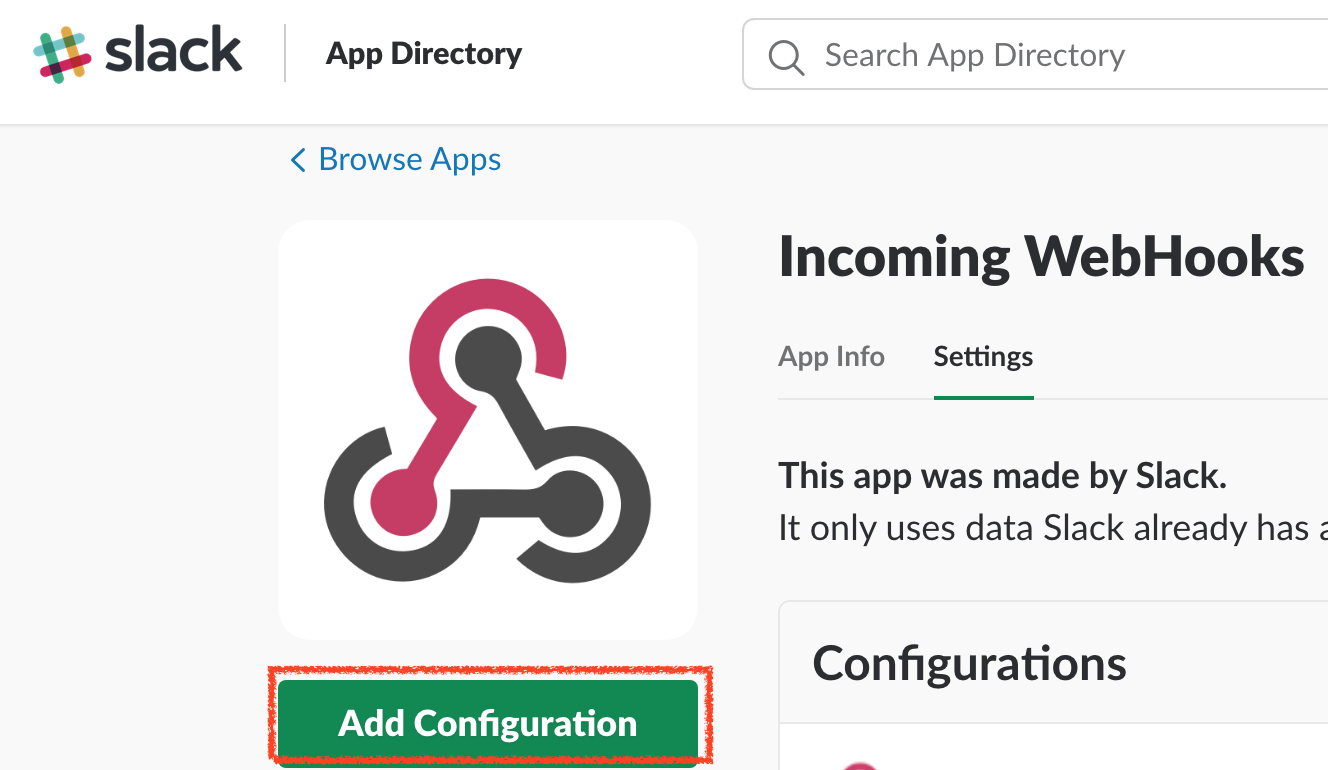 slack
App Directory
Search App Directory
Browse Apps
Incoming WebHooks
App Info
Settings
This app was made by Slack.
It only uses data Slack already has
Configurations
Add Configuration